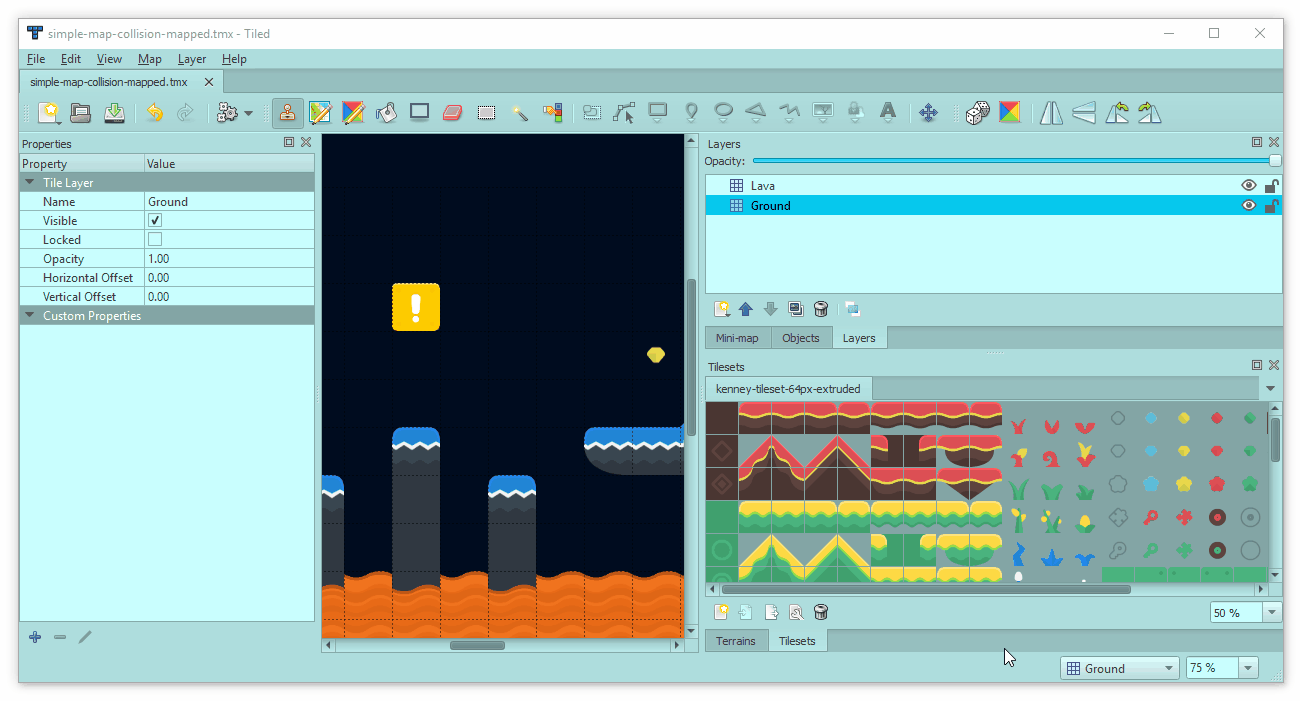 simple-map-collision-mapped.tmx - Tiled
File Edit View Map Layer Help
simple-map-collision-mapped.tmx
Properties
Property Value
Tile Layer
Name Ground
Visible
Locked
Opacity 1.00
Horizontal Offset 0.00
Vertical Offset 0.00
Custom Properties
!
Layers
Opacity:
Lava
Ground
Mini-map Objects Layers
Tilesets
kenney-tileset-64px-extruded
50 %
Terrains Tilesets
Ground 75 %